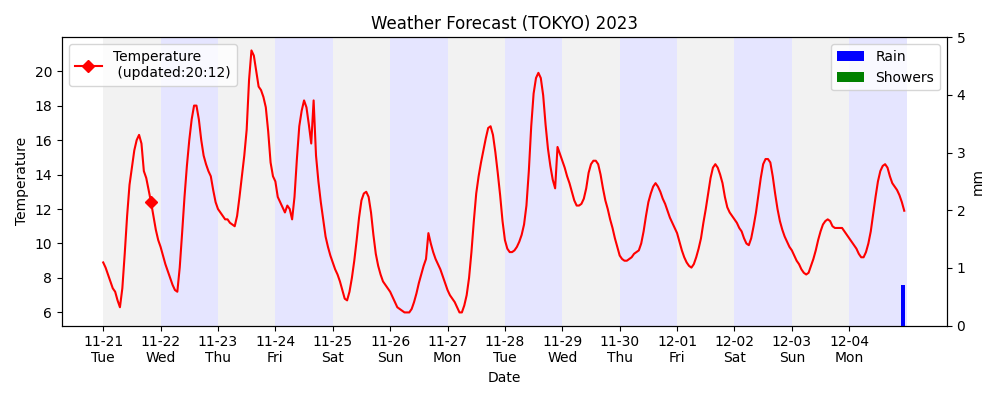 Weather Forecast (TOKYO) 2023
Temperature
(updated:20:12)
Rain
Showers
Temperature
20
18
16
14
12
10
8
6
5
4
3
2
1
0
mm
11-21 11-22 11-23 11-24 11-25 11-26 11-27 11-28 11-29 11-30 12-01 12-02 12-03 12-04
Tue Wed Thu Fri Sat Sun Mon Tue Wed Thu Fri Sat Sun Mon
Date